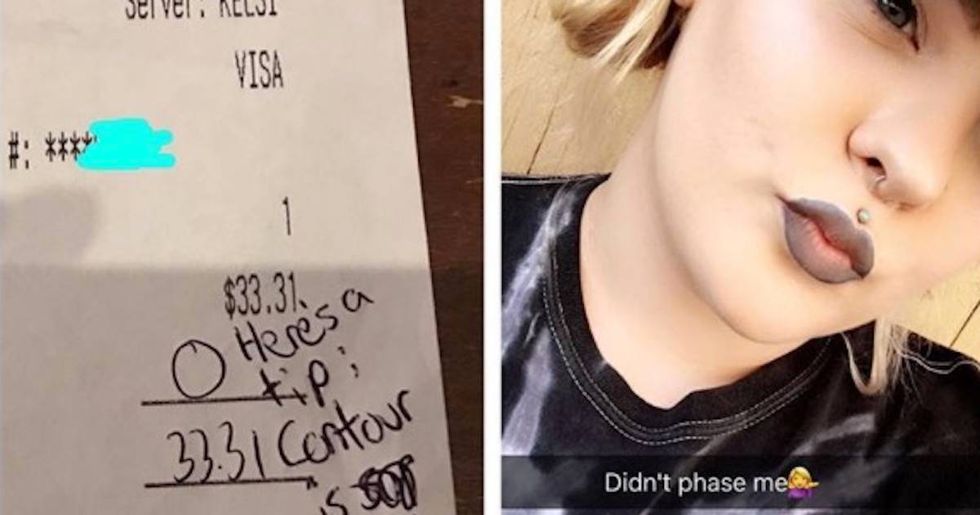 Server: KELSI
VISA
#: ****
1
$33.31
Here's a
0 tip:
33.31 Contour
is
Didn't phase me💁‍♀️